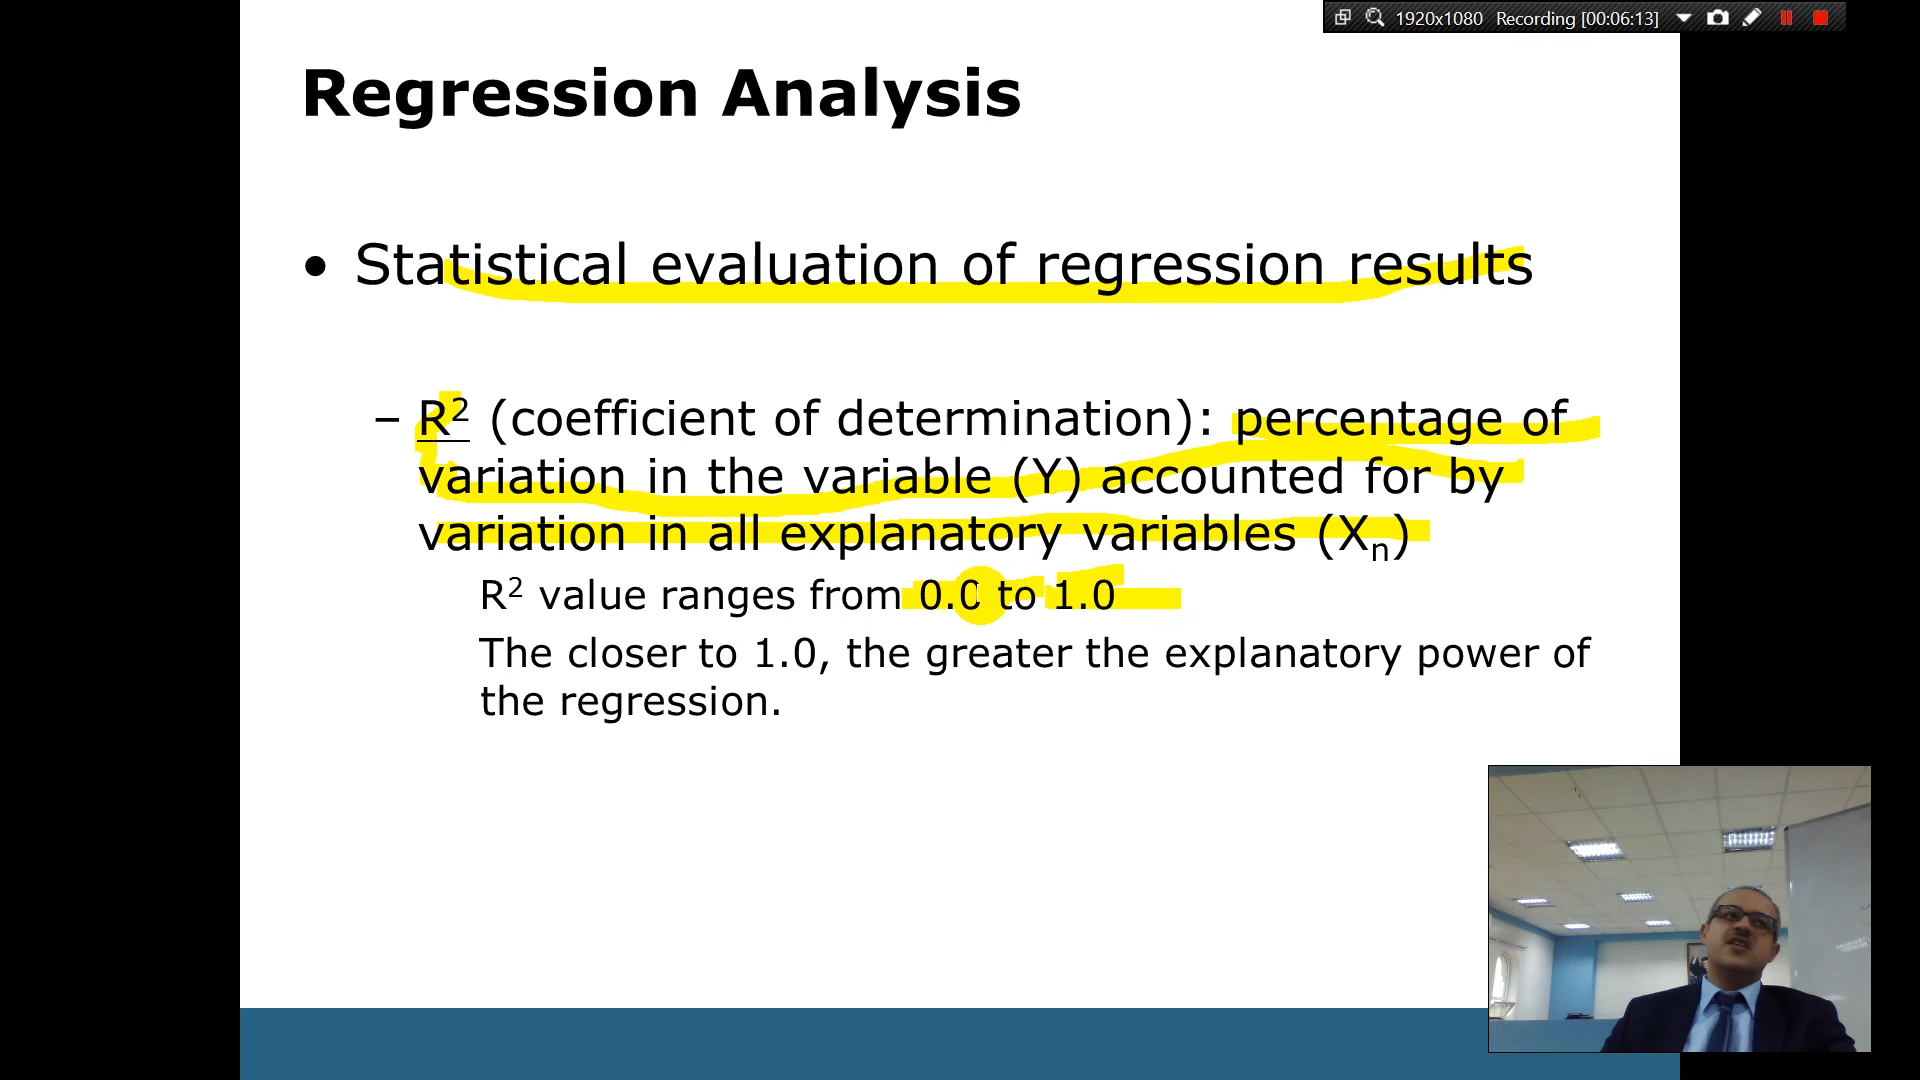 1920x1080 Recording [00:06:13]
Regression Analysis
• Statistical evaluation of regression results
– R² (coefficient of determination): percentage of
variation in the variable (Y) accounted for by
variation in all explanatory variables (Xₙ)
R² value ranges from 0.0 to 1.0
The closer to 1.0, the greater the explanatory power of
the regression.